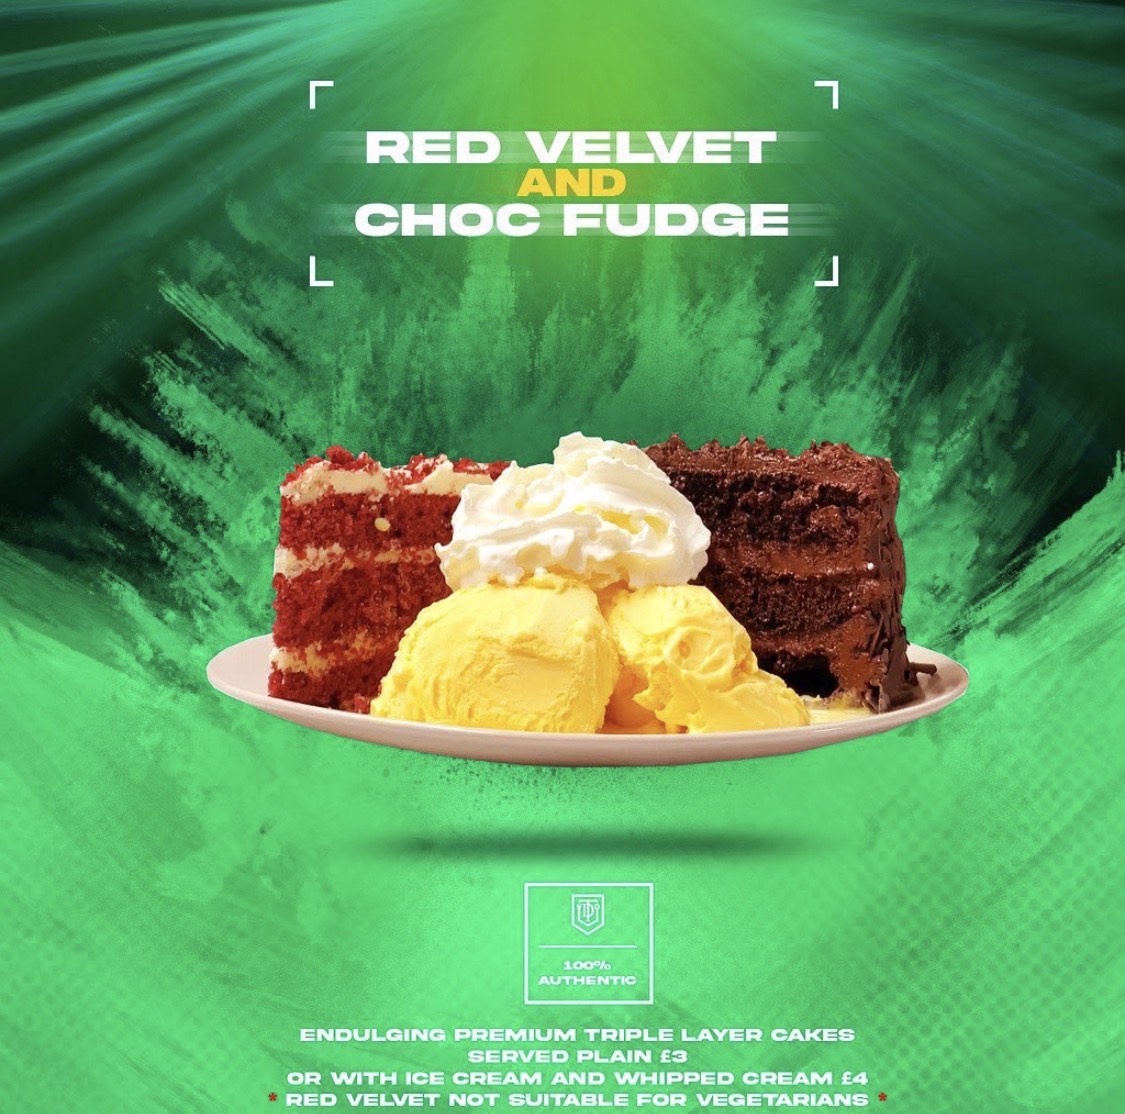 RED VELVET
AND
CHOC FUDGE
100%
AUTHENTIC
ENDULGING PREMIUM TRIPLE LAYER CAKES
SERVED PLAIN £3
OR WITH ICE CREAM AND WHIPPED CREAM £4
* RED VELVET NOT SUITABLE FOR VEGETARIANS *